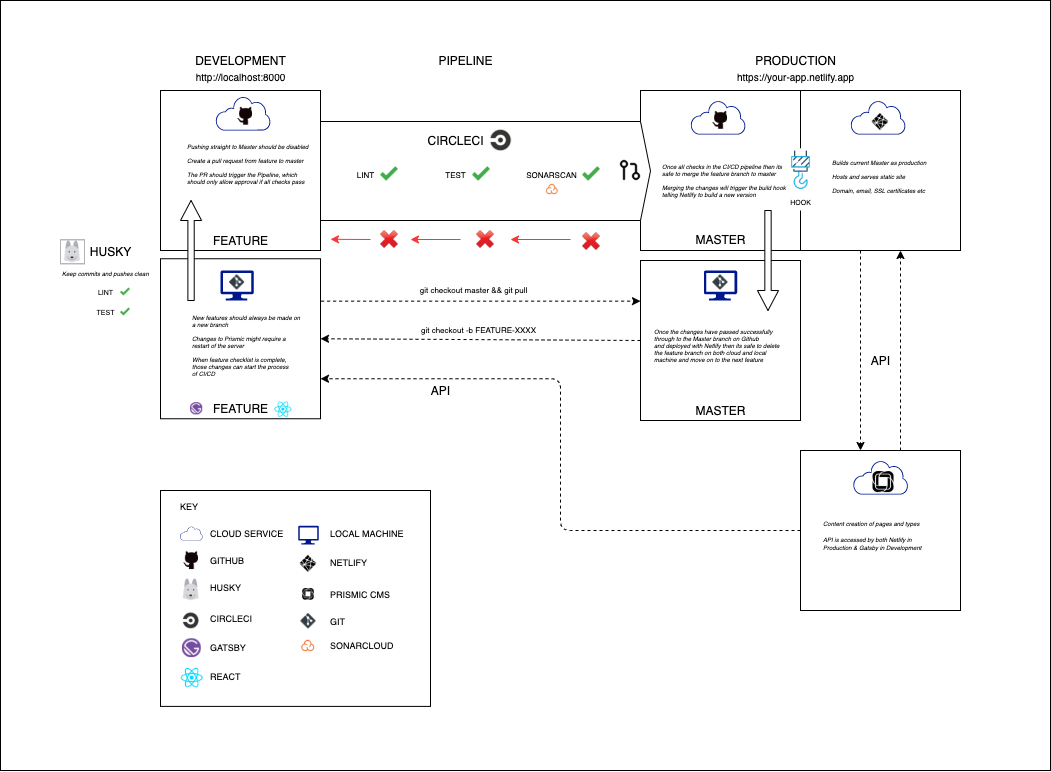 DEVELOPMENT
http://localhost:8000
PIPELINE
PRODUCTION
https://your-app.netlify.app
Pushing straight to Master should be disabled
Create a pull request from feature to master
The PR should trigger the Pipeline, which
should only allow approval if all checks pass
FEATURE
CIRCLECI
LINT
TEST
SONARSCAN
Once all checks in the CI/CD pipeline then its
safe to merge the feature branch to master
Merging the changes will trigger the build hook
telling Netlify to build a new version
MASTER
HOOK
Builds current Master as production
Hosts and serves static site
Domain, email, SSL certificates etc
HUSKY
Keep commits and pushes clean
LINT
TEST
New features should always be made on
a new branch
Changes to Prismic might require a
restart of the server
When feature checklist is complete,
those changes can start the process
of CI/CD
FEATURE
git checkout master && git pull
git checkout -b FEATURE-XXXX
API
Once the changes have passed successfully
through to the Master branch on Github
and deployed with Netlify then its safe to delete
the feature branch on both cloud and local
machine and move on to the next feature
MASTER
API
Content creation of pages and types
API is accessed by both Netlify in
Production & Gatsby in Development
KEY
CLOUD SERVICE
LOCAL MACHINE
GITHUB
NETLIFY
HUSKY
PRISMIC CMS
CIRCLECI
GIT
GATSBY
SONARCLOUD
REACT